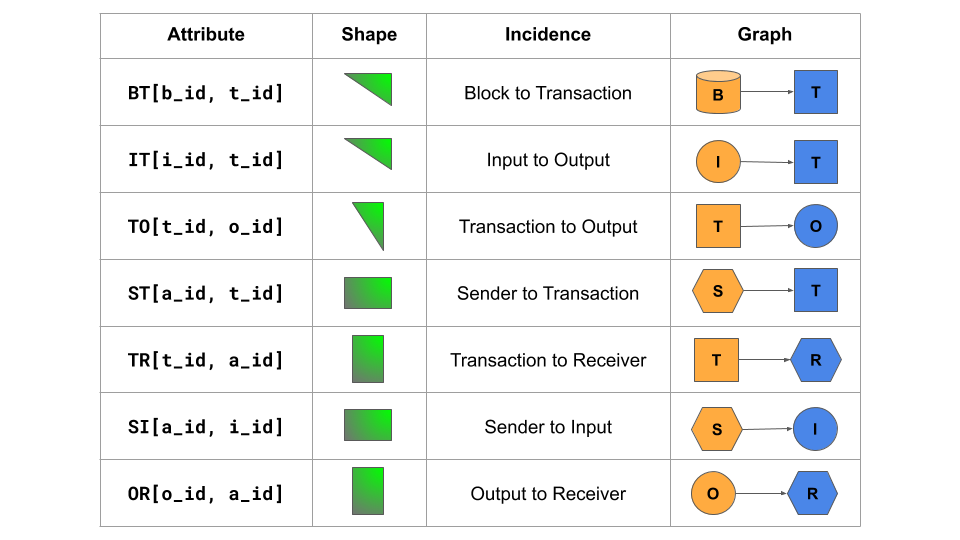 Attribute Shape Incidence Graph
BT[b_id, t_id] Block to Transaction B T
IT[i_id, t_id] Input to Output I T
TO[t_id, o_id] Transaction to Output T O
ST[a_id, t_id] Sender to Transaction S T
TR[t_id, a_id] Transaction to Receiver T R
SI[a_id, i_id] Sender to Input S I
OR[o_id, a_id] Output to Receiver O R